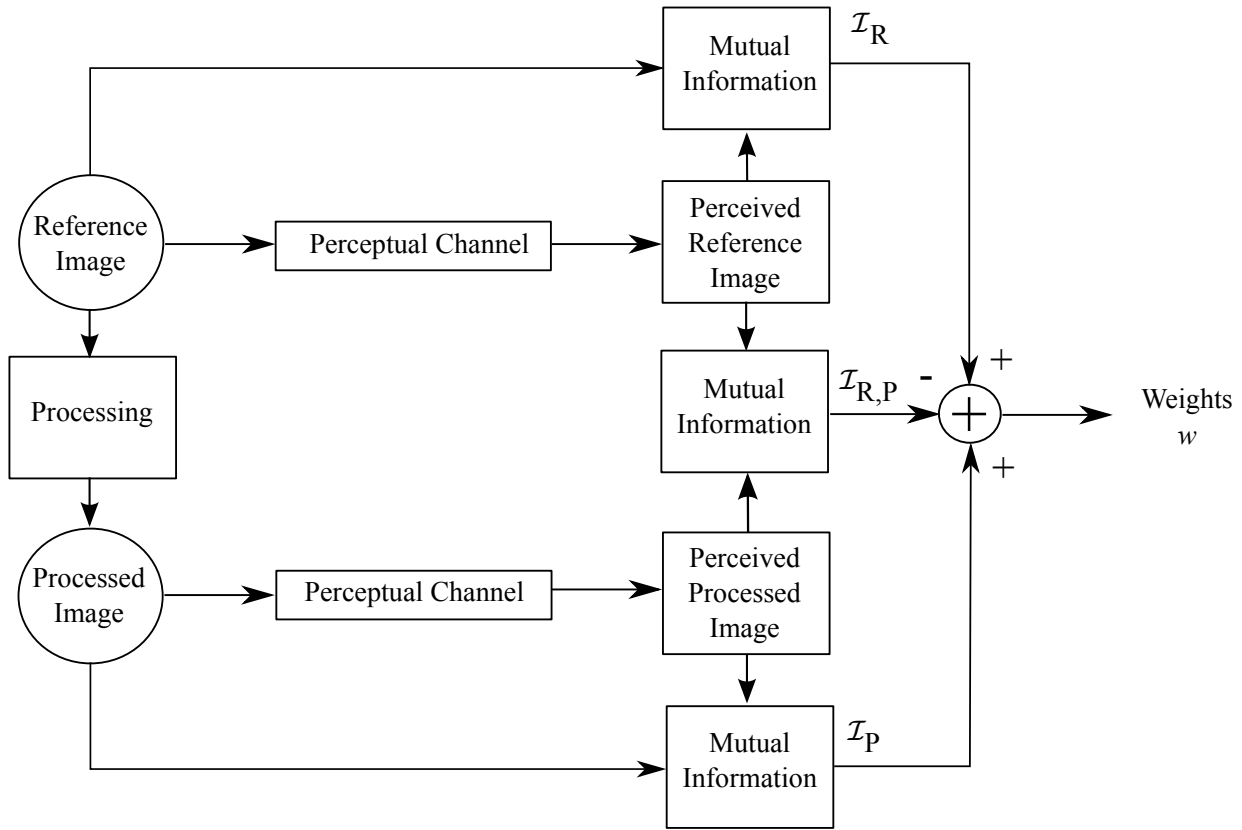 Mutual
Information
ℐR
Reference
Image
Perceptual Channel
Perceived
Reference
Image
Processing
Mutual
Information
ℐR,P
-
+
+
+
Weights
w
Processed
Image
Perceptual Channel
Perceived
Processed
Image
Mutual
Information
ℐP